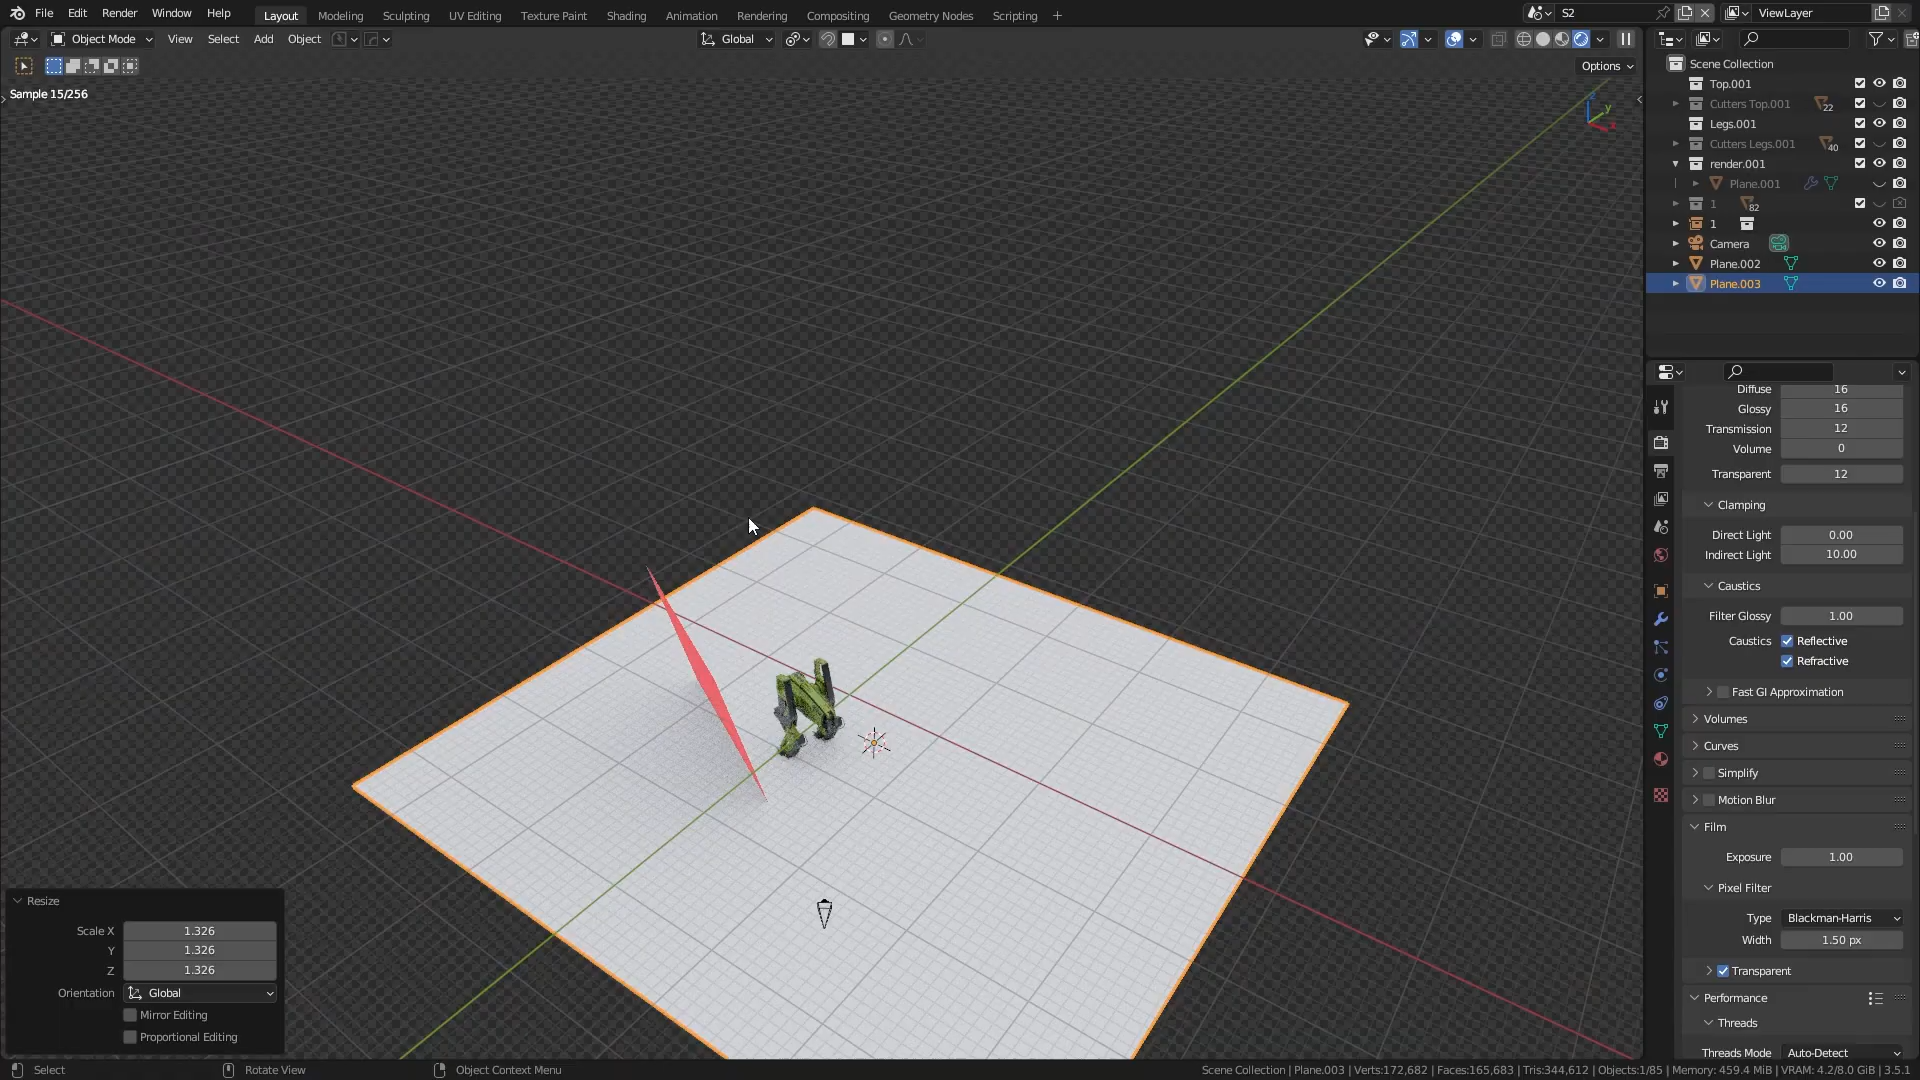 File Edit Render Window Help Layout Modeling Sculpting UV Editing Texture Paint Shading Animation Rendering Compositing Geometry Nodes Scripting + S2 ViewLayer
Object Mode View Select Add Object Global
Options
Sample 15/256
Z
Y
X
Scene Collection
Top.001
Cutters Top.001 22
Legs.001
Cutters Legs.001 40
render.001
Plane.001
1 82
1
Camera
Plane.002
Plane.003
Diffuse 16
Glossy 16
Transmission 12
Volume 0
Transparent 12
Clamping
Direct Light 0.00
Indirect Light 10.00
Caustics
Filter Glossy 1.00
Caustics Reflective
Refractive
Fast GI Approximation
Volumes
Curves
Simplify
Motion Blur
Film
Exposure 1.00
Pixel Filter
Type Blackman-Harris
Width 1.50 px
Transparent
Performance
Threads
Threads Mode Auto-Detect
Resize
Scale X 1.326
Y 1.326
Z 1.326
Orientation Global
Mirror Editing
Proportional Editing
Select Rotate View Object Context Menu Scene Collection | Plane.003 | Verts:172,682 | Faces:165,683 | Tris:344,612 | Objects:1/85 | Memory: 459.4 MiB | VRAM: 4.2/8.0 GiB | 3.5.1